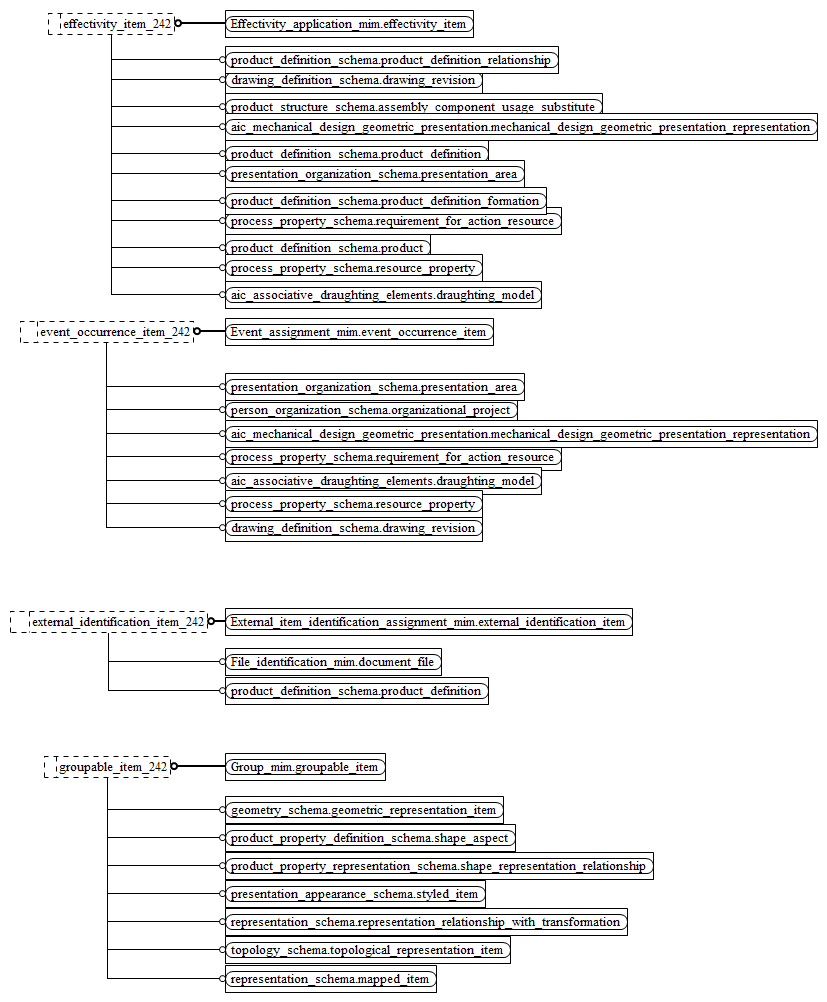 effectivity_item_242
Effectivity_application_mim.effectivity_item
product_definition_schema.product_definition_relationship
drawing_definition_schema.drawing_revision
product_structure_schema.assembly_component_usage_substitute
aic_mechanical_design_geometric_presentation.mechanical_design_geometric_presentation_representation
product_definition_schema.product_definition
presentation_organization_schema.presentation_area
product_definition_schema.product_definition_formation
process_property_schema.requirement_for_action_resource
product_definition_schema.product
process_property_schema.resource_property
aic_associative_draughting_elements.draughting_model
event_occurrence_item_242
Event_assignment_mim.event_occurrence_item
presentation_organization_schema.presentation_area
person_organization_schema.organizational_project
aic_mechanical_design_geometric_presentation.mechanical_design_geometric_presentation_representation
process_property_schema.requirement_for_action_resource
aic_associative_draughting_elements.draughting_model
process_property_schema.resource_property
drawing_definition_schema.drawing_revision
external_identification_item_242
External_item_identification_assignment_mim.external_identification_item
File_identification_mim.document_file
product_definition_schema.product_definition
groupable_item_242
Group_mim.groupable_item
geometry_schema.geometric_representation_item
product_property_definition_schema.shape_aspect
product_property_representation_schema.shape_representation_relationship
presentation_appearance_schema.styled_item
representation_schema.representation_relationship_with_transformation
topology_schema.topological_representation_item
representation_schema.mapped_item